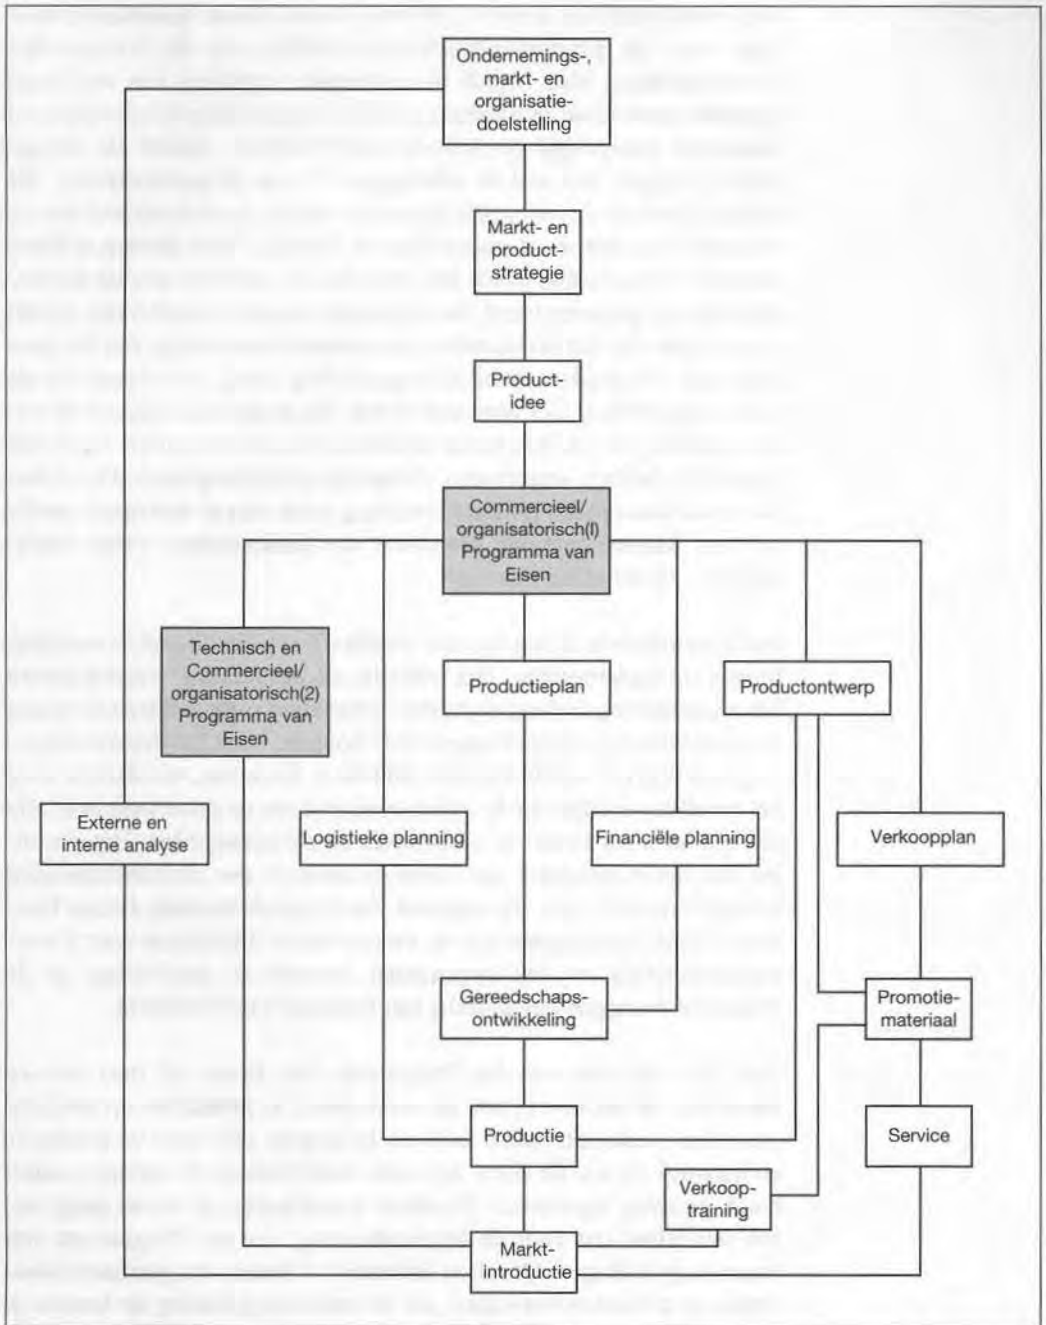 Ondernemings-,
markt- en
organisatie-
doelstelling
Markt- en
product-
strategie
Product-
idee
Commercieel/
organisatorisch(l)
Programma van
Eisen
Technisch en
Commercieel/
organisatorisch(2)
Programma van
Eisen
Productieplan
Productontwerp
Externe en
interne analyse
Logistieke planning
Financiële planning
Verkoopplan
Gereedschaps-
ontwikkeling
Promotie-
materiaal
Productie
Service
Verkoop-
training
Markt-
introductie